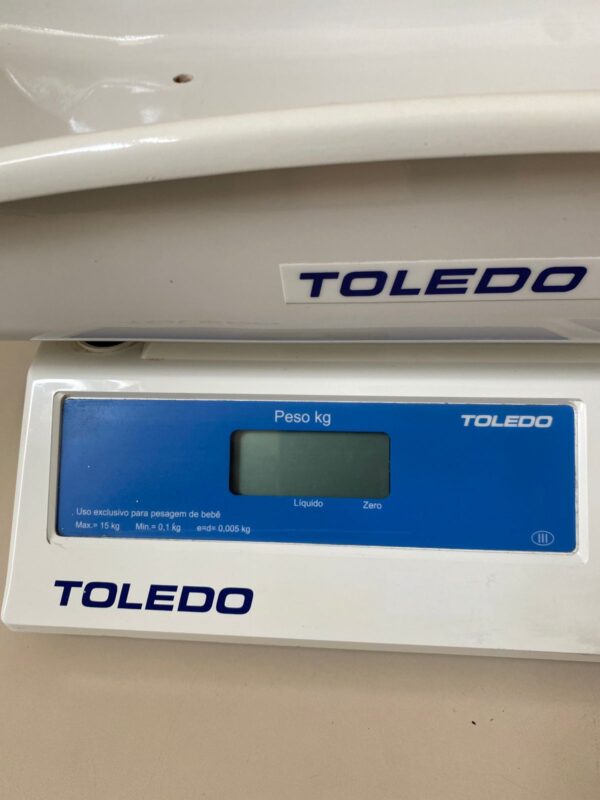 TOLEDO
Peso kg
TOLEDO
Líquido
Zero
Uso exclusivo para pesagem de bebê
Max.= 15 kg Min.= 0,1 kg e=d= 0,005 kg
III
TOLEDO